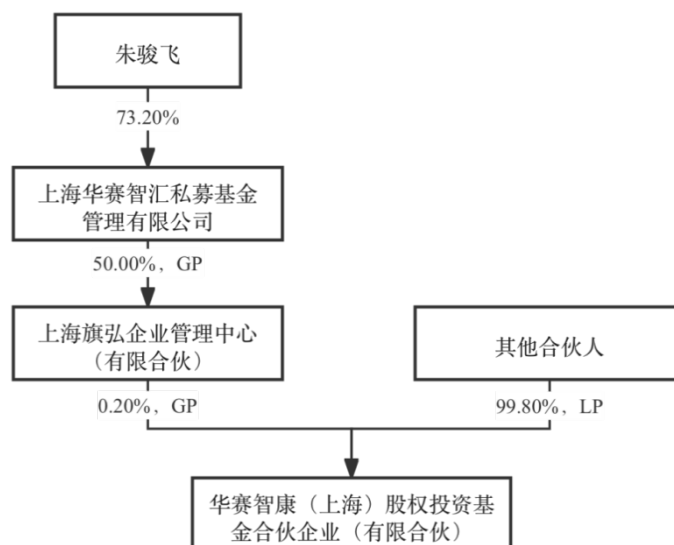 朱骏飞
73.20%
上海华赛智汇私募基金
管理有限公司
50.00%，GP
上海旗弘企业管理中心
（有限合伙）
其他合伙人
0.20%，GP
99.80%，LP
华赛智康（上海）股权投资基
金合伙企业（有限合伙）